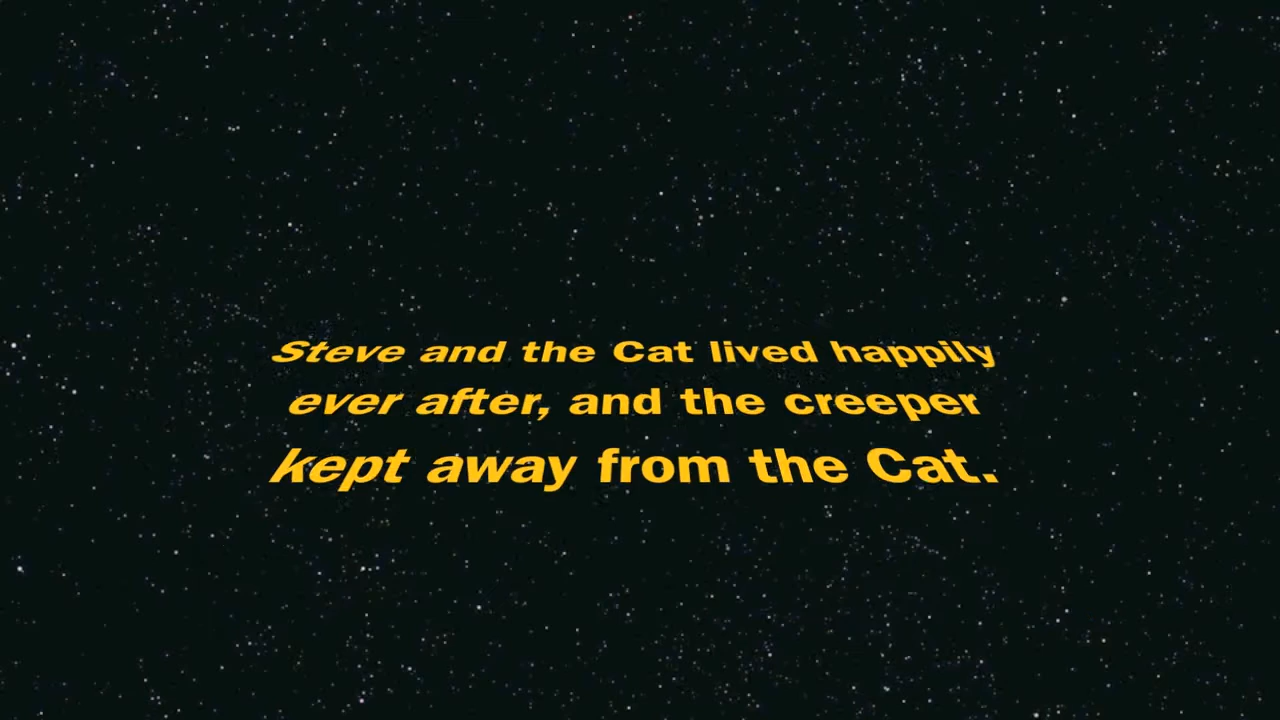 Steve and the Cat lived happily
ever after, and the creeper
kept away from the Cat.